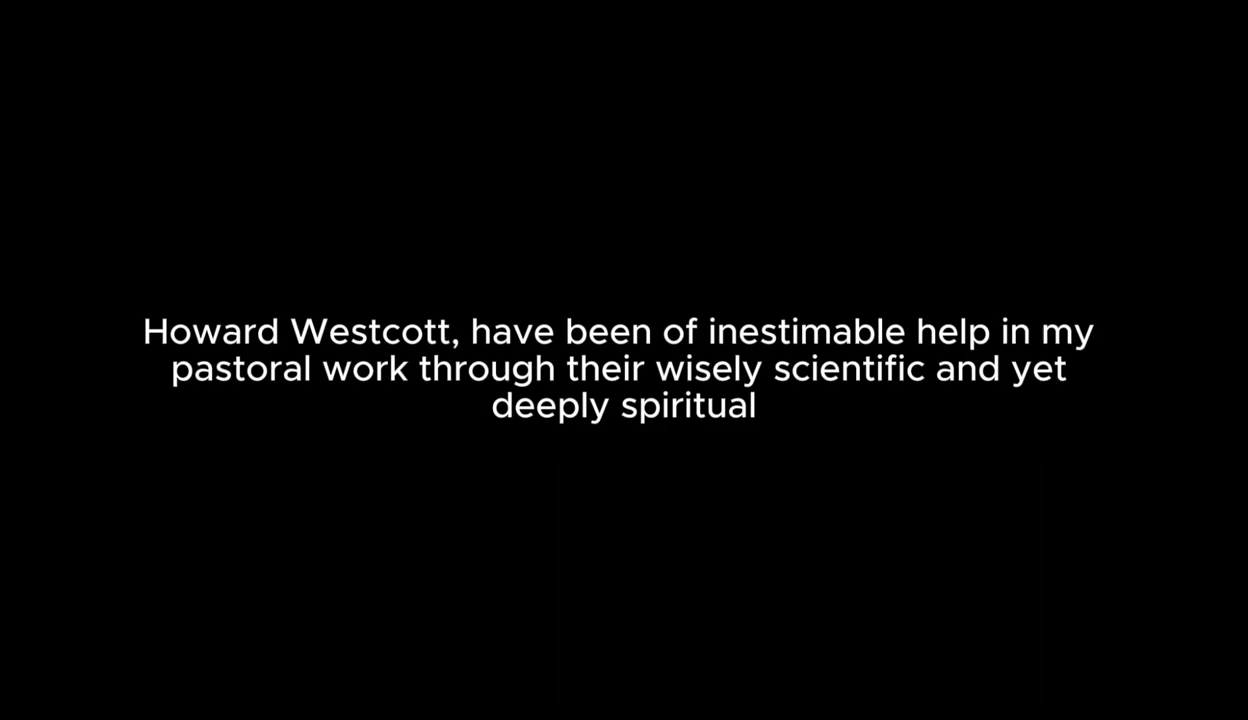 Howard Westcott, have been of inestimable help in my
pastoral work through their wisely scientific and yet
deeply spiritual